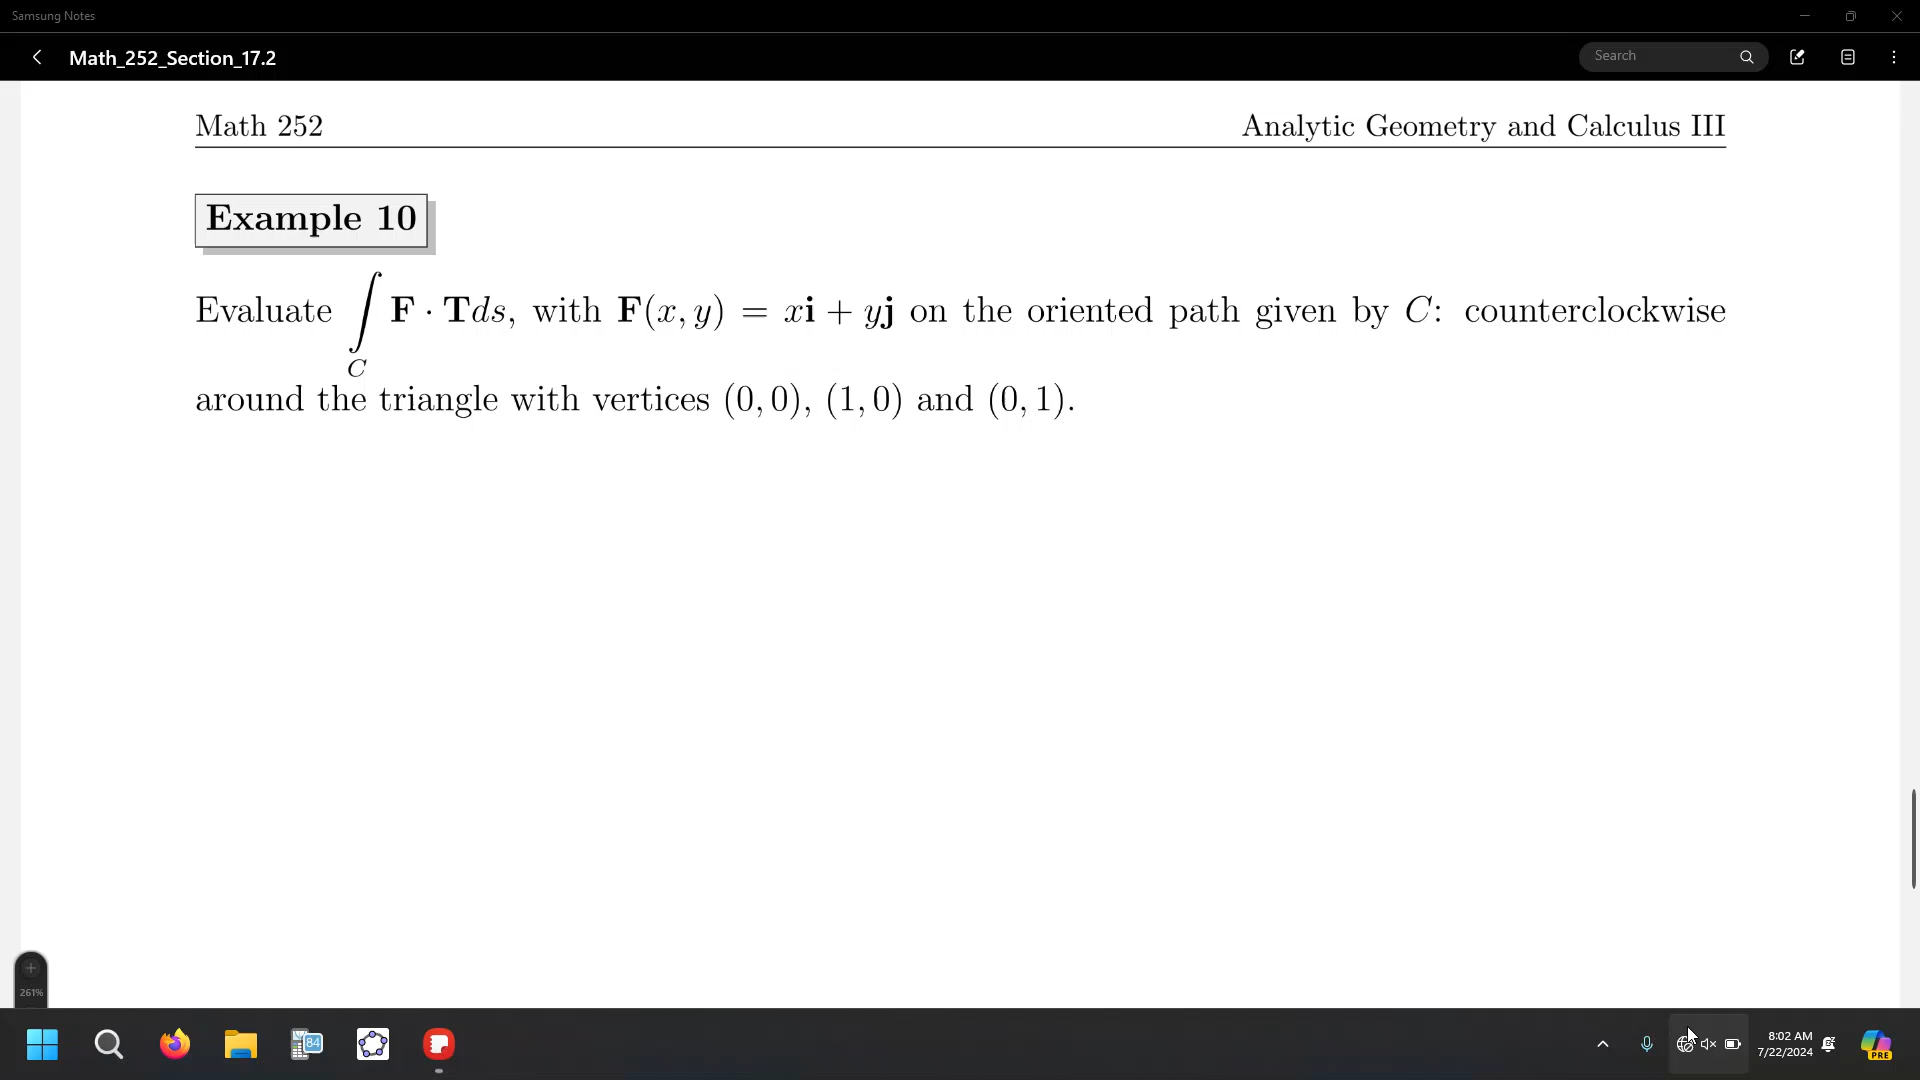 Samsung Notes
Math_252_Section_17.2
Search
Math 252 Analytic Geometry and Calculus III
Example 10
Evaluate ∫_C F · Tds, with F(x, y) = xi + yj on the oriented path given by C: counterclockwise
around the triangle with vertices (0, 0), (1, 0) and (0, 1).
261%
84
8:02 AM
7/22/2024
PRE